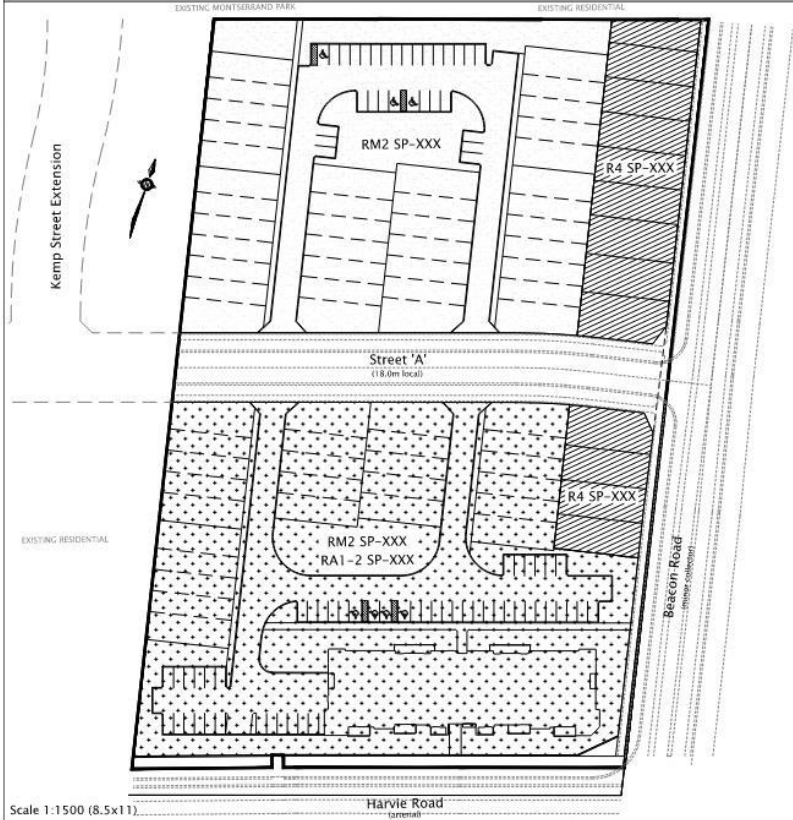 EXISTING MONTSERRAND PARK
EXISTING RESIDENTIAL
Kemp Street Extension
RM2 SP-XXX
R4 SP-XXX
Street 'A'
(18.0m local)
R4 SP-XXX
EXISTING RESIDENTIAL
RM2 SP-XXX
RA1-2 SP-XXX
Beacon Road
(minor collector)
Scale 1:1500 (8.5x11)
Harvie Road
(arterial)